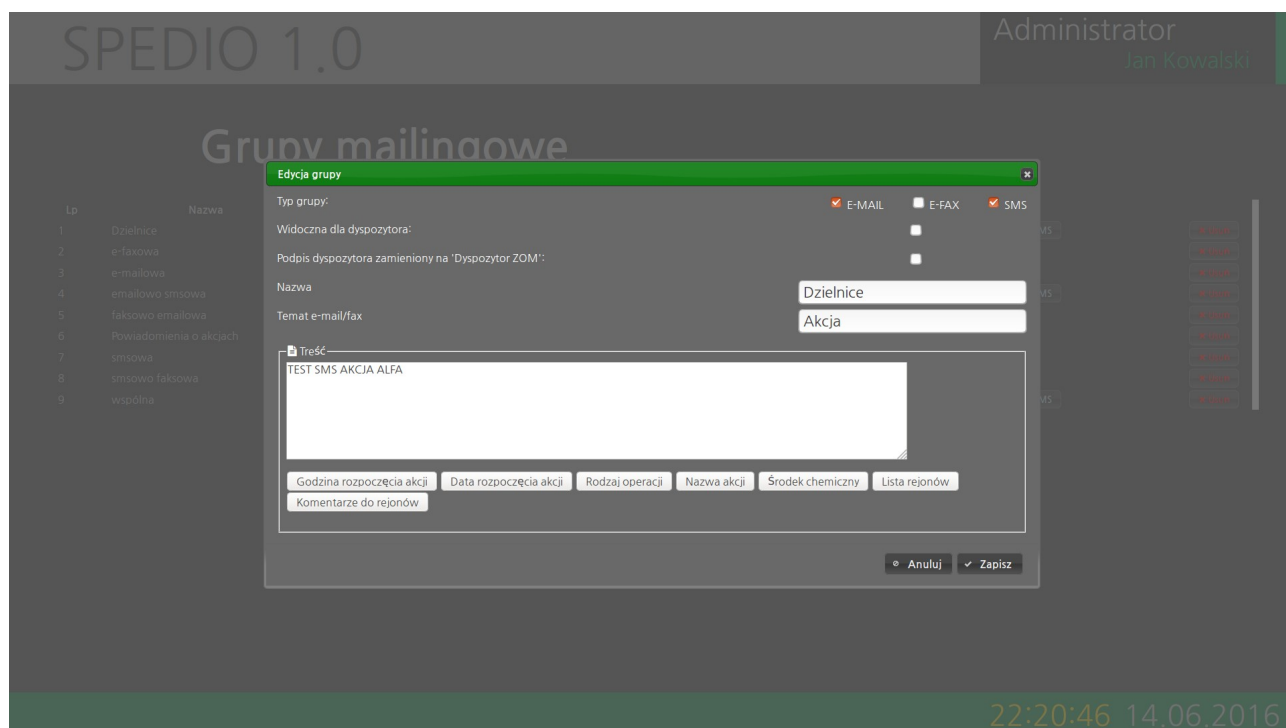 SPEDIO 1.0
Administrator
Jan Kowalski
Grupy mailingowe
Edycja grupy
Typ grupy:
E-MAIL E-FAX SMS
Widoczna dla dyspozytora:
Podpis dyspozytora zamieniony na 'Dyspozytor ZOM':
Nazwa
Dzielnice
Temat e-mail/fax
Akcja
Treść
TEST SMS AKCJA ALFA
Godzina rozpoczęcia akcji Data rozpoczęcia akcji Rodzaj operacji Nazwa akcji Środek chemiczny Lista rejonów
Komentarze do rejonów
Anuluj Zapisz
Lp Nazwa
1 Dzielnice
2 e-faxowa
3 e-mailowa
4 emailowo smsowa
5 faksowo emailowa
6 Powiadomienia o akcjach
7 smsowa
8 smsowo faksowa
9 wspólna
22:20:46 14.06.2016